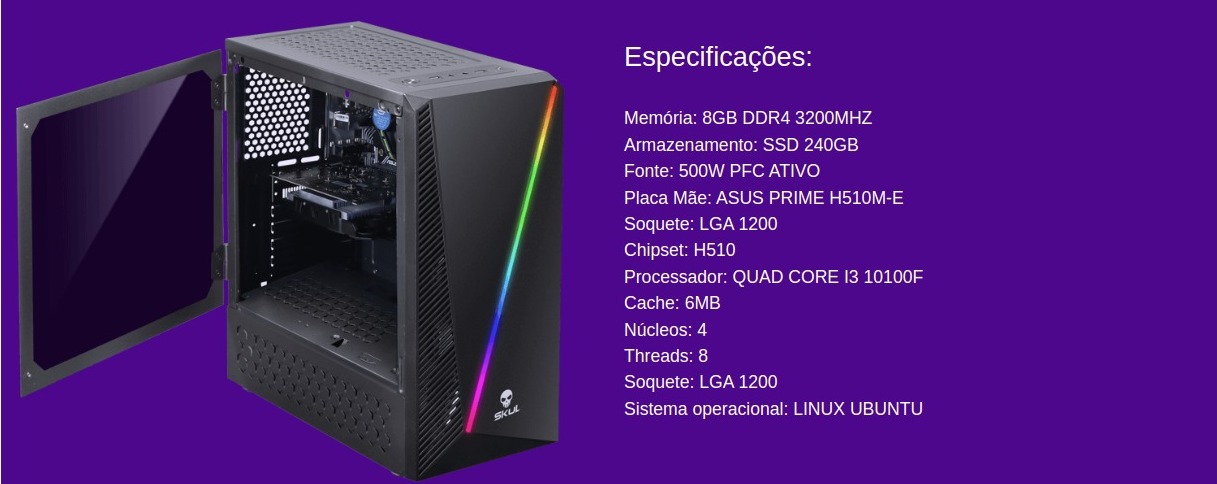 Especificações:
Memória: 8GB DDR4 3200MHZ
Armazenamento: SSD 240GB
Fonte: 500W PFC ATIVO
Placa Mãe: ASUS PRIME H510M-E
Soquete: LGA 1200
Chipset: H510
Processador: QUAD CORE I3 10100F
Cache: 6MB
Núcleos: 4
Threads: 8
Soquete: LGA 1200
Sistema operacional: LINUX UBUNTU
SKUL